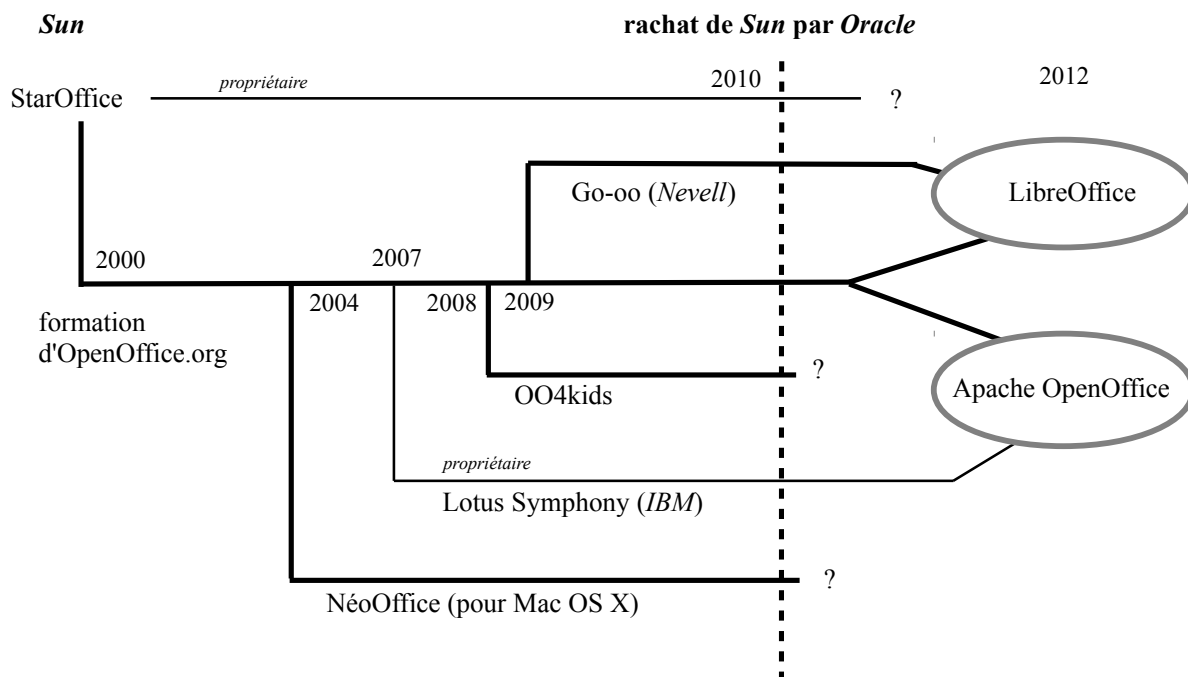 Sun
rachat de Sun par Oracle
propriétaire
2010
2012
StarOffice
?
Go-oo (Nevell)
LibreOffice
2000
2007
2004
2008
2009
formation
d'OpenOffice.org
?
OO4kids
Apache OpenOffice
propriétaire
Lotus Symphony (IBM)
?
NéoOffice (pour Mac OS X)